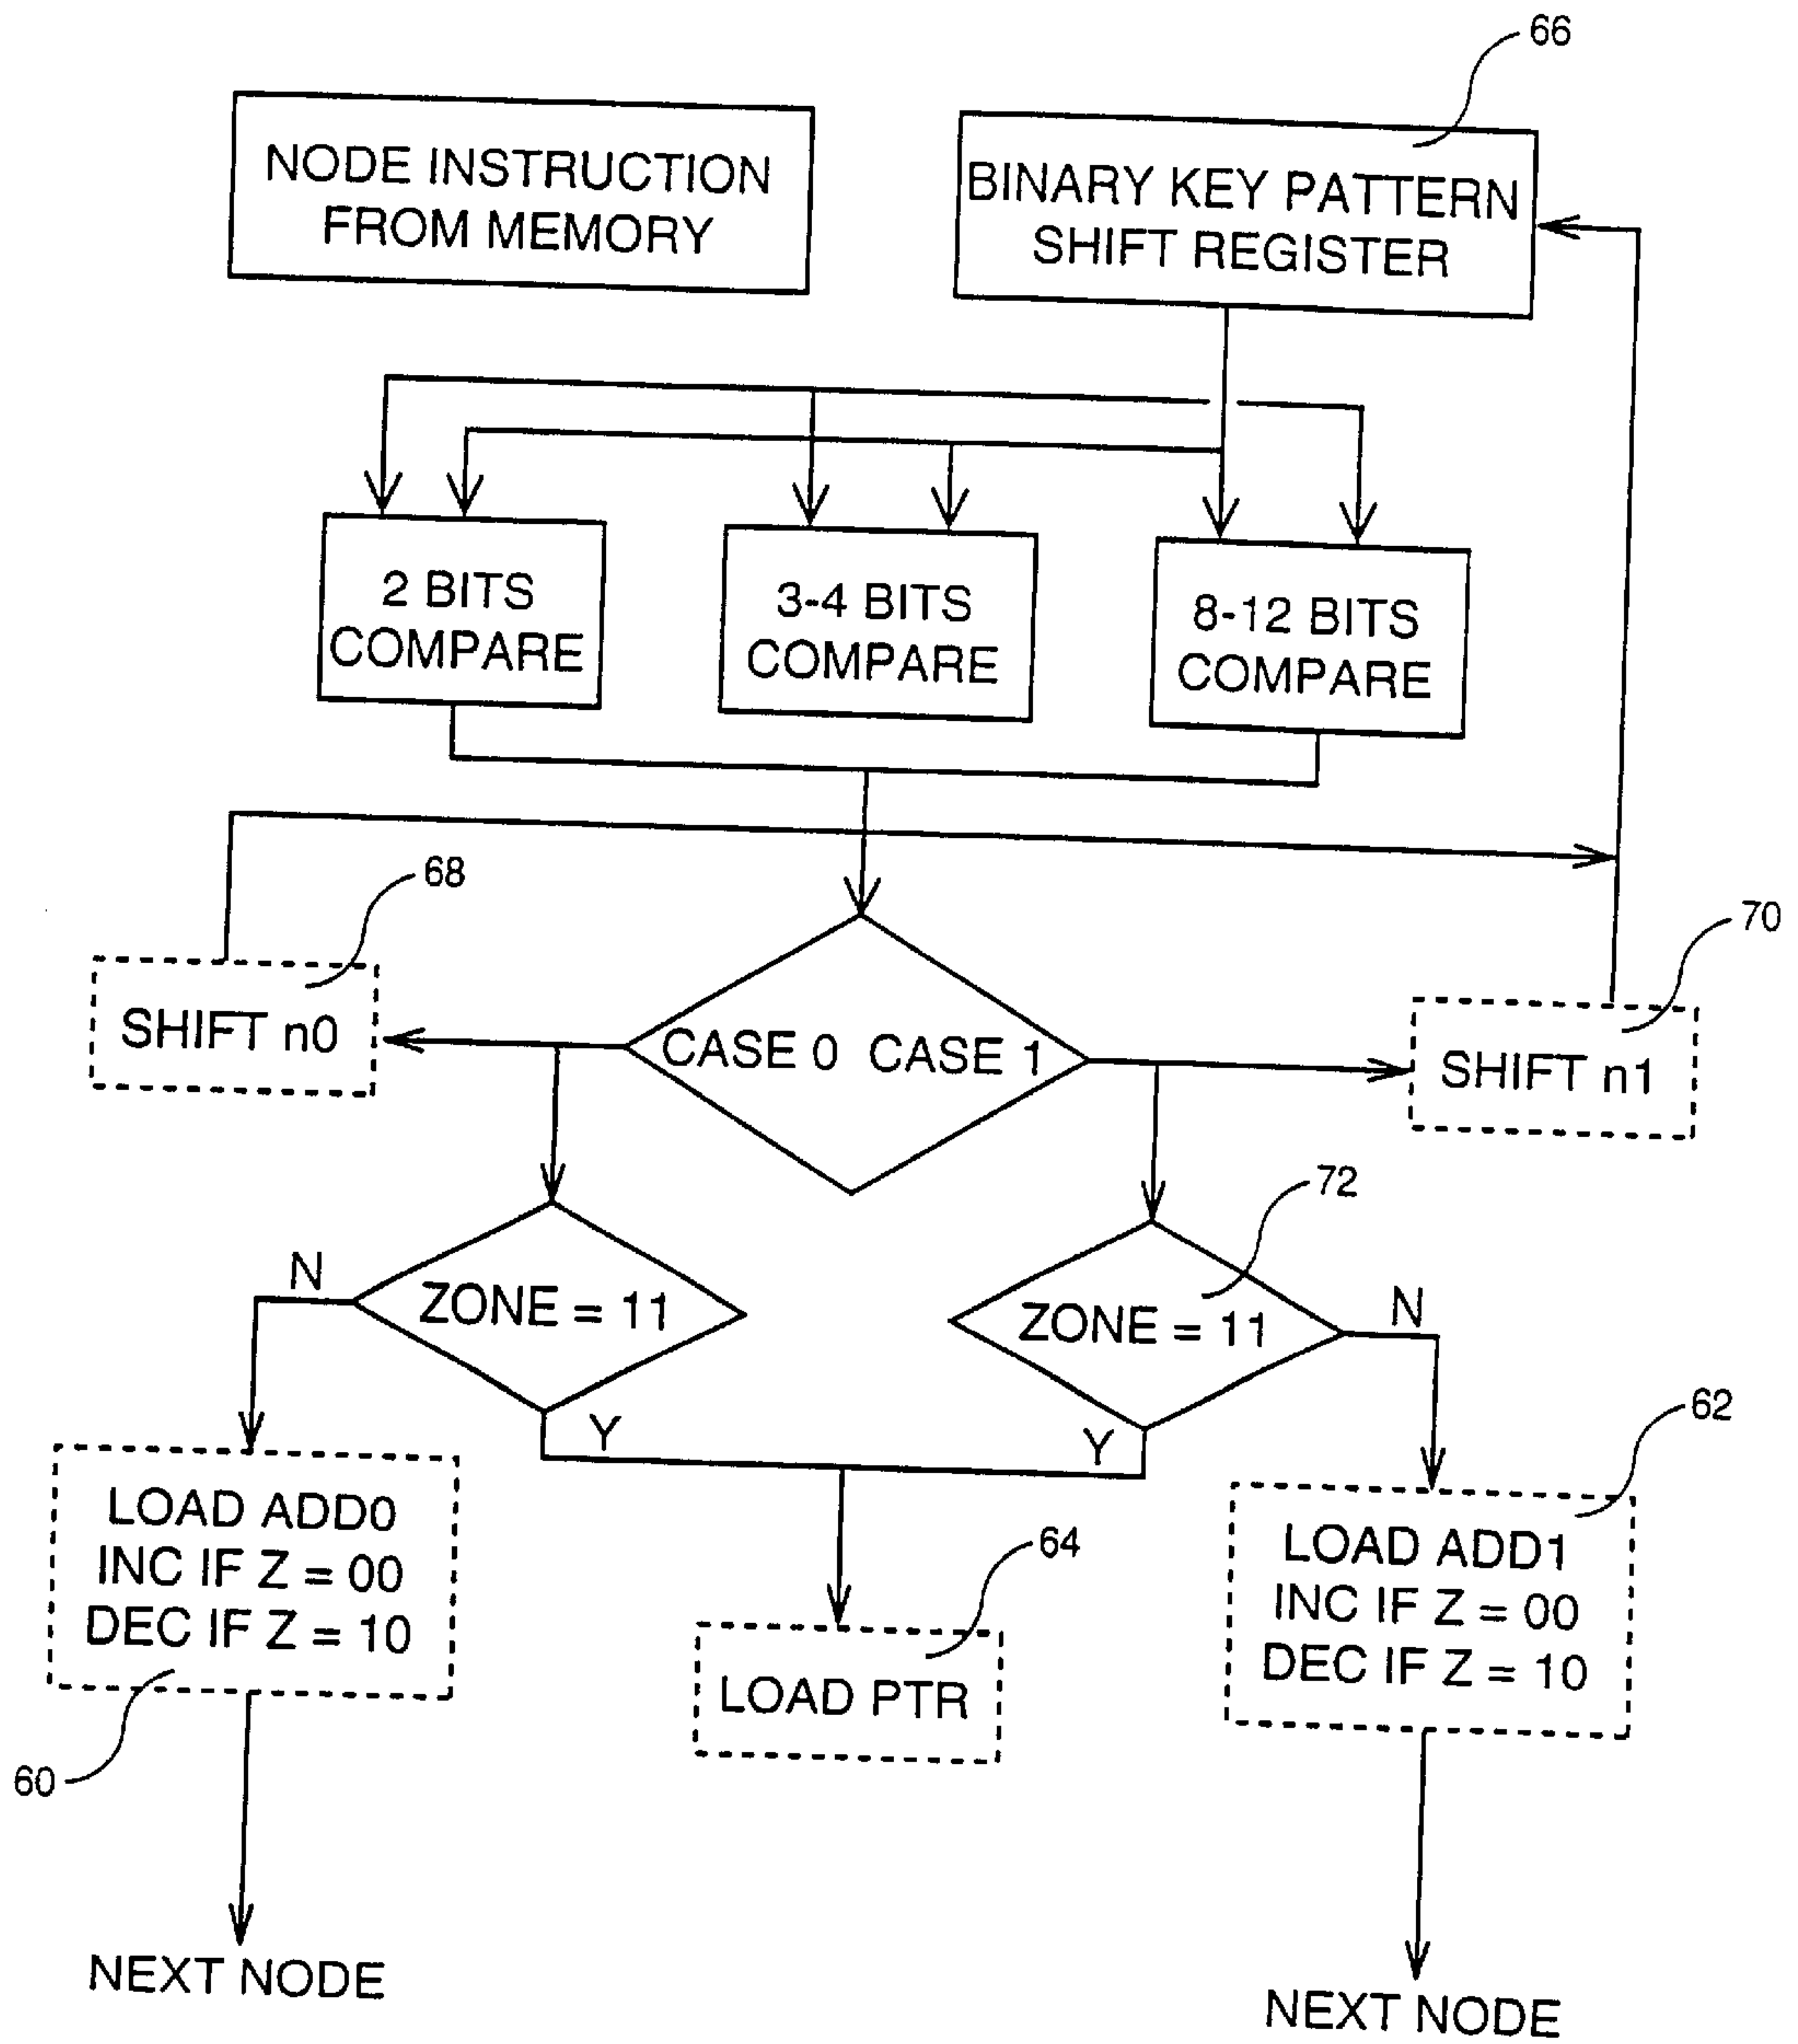 66
NODE INSTRUCTION
FROM MEMORY
BINARY KEY PATTERN
SHIFT REGISTER
2 BITS
COMPARE
3-4 BITS
COMPARE
8-12 BITS
COMPARE
68
70
SHIFT n0
CASE 0 CASE 1
SHIFT n1
72
N
ZONE = 11
Y
ZONE = 11
N
Y
62
LOAD ADD0
INC IF Z = 00
DEC IF Z = 10
60
64
LOAD PTR
LOAD ADD1
INC IF Z = 00
DEC IF Z = 10
NEXT NODE
NEXT NODE